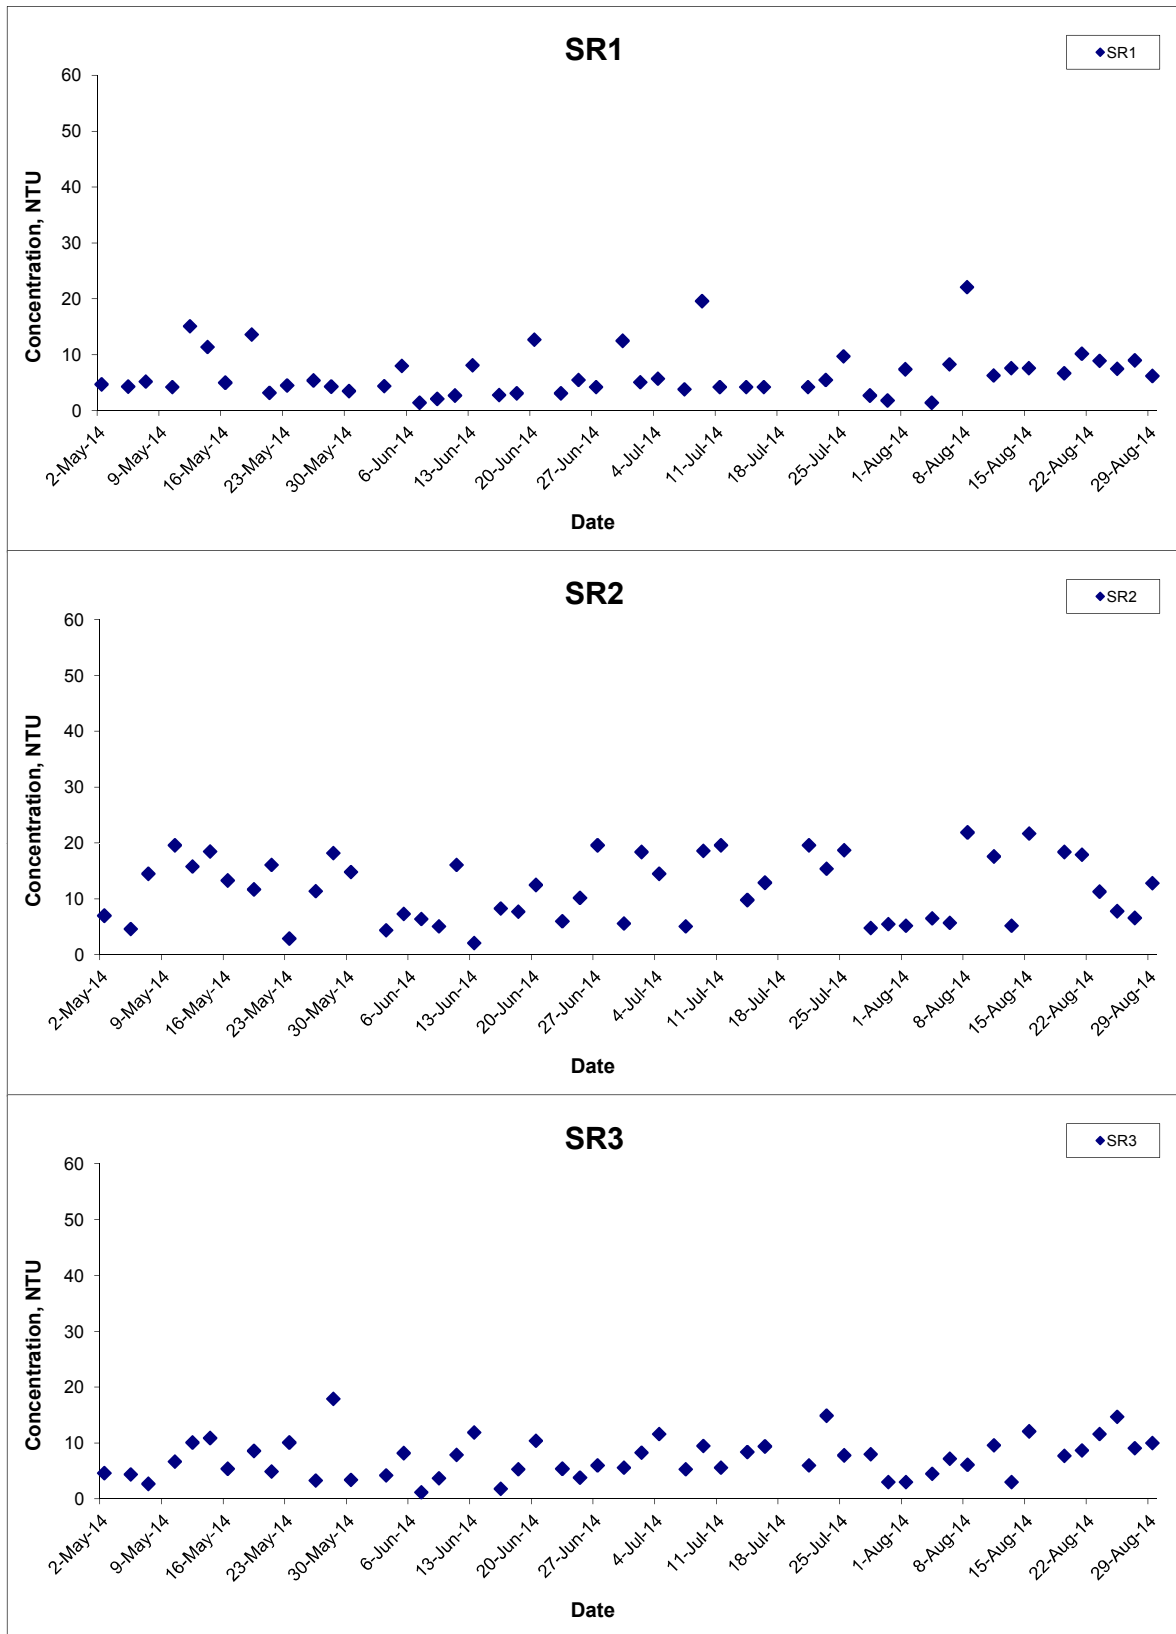 SR1
SR1
60
50
40
30
20
10
0
Concentration, NTU
2-May-14
9-May-14
16-May-14
23-May-14
30-May-14
6-Jun-14
13-Jun-14
20-Jun-14
27-Jun-14
4-Jul-14
11-Jul-14
18-Jul-14
25-Jul-14
1-Aug-14
8-Aug-14
15-Aug-14
22-Aug-14
29-Aug-14
Date
SR2
SR2
60
50
40
30
20
10
0
Concentration, NTU
2-May-14
9-May-14
16-May-14
23-May-14
30-May-14
6-Jun-14
13-Jun-14
20-Jun-14
27-Jun-14
4-Jul-14
11-Jul-14
18-Jul-14
25-Jul-14
1-Aug-14
8-Aug-14
15-Aug-14
22-Aug-14
29-Aug-14
Date
SR3
SR3
60
50
40
30
20
10
0
Concentration, NTU
2-May-14
9-May-14
16-May-14
23-May-14
30-May-14
6-Jun-14
13-Jun-14
20-Jun-14
27-Jun-14
4-Jul-14
11-Jul-14
18-Jul-14
25-Jul-14
1-Aug-14
8-Aug-14
15-Aug-14
22-Aug-14
29-Aug-14
Date